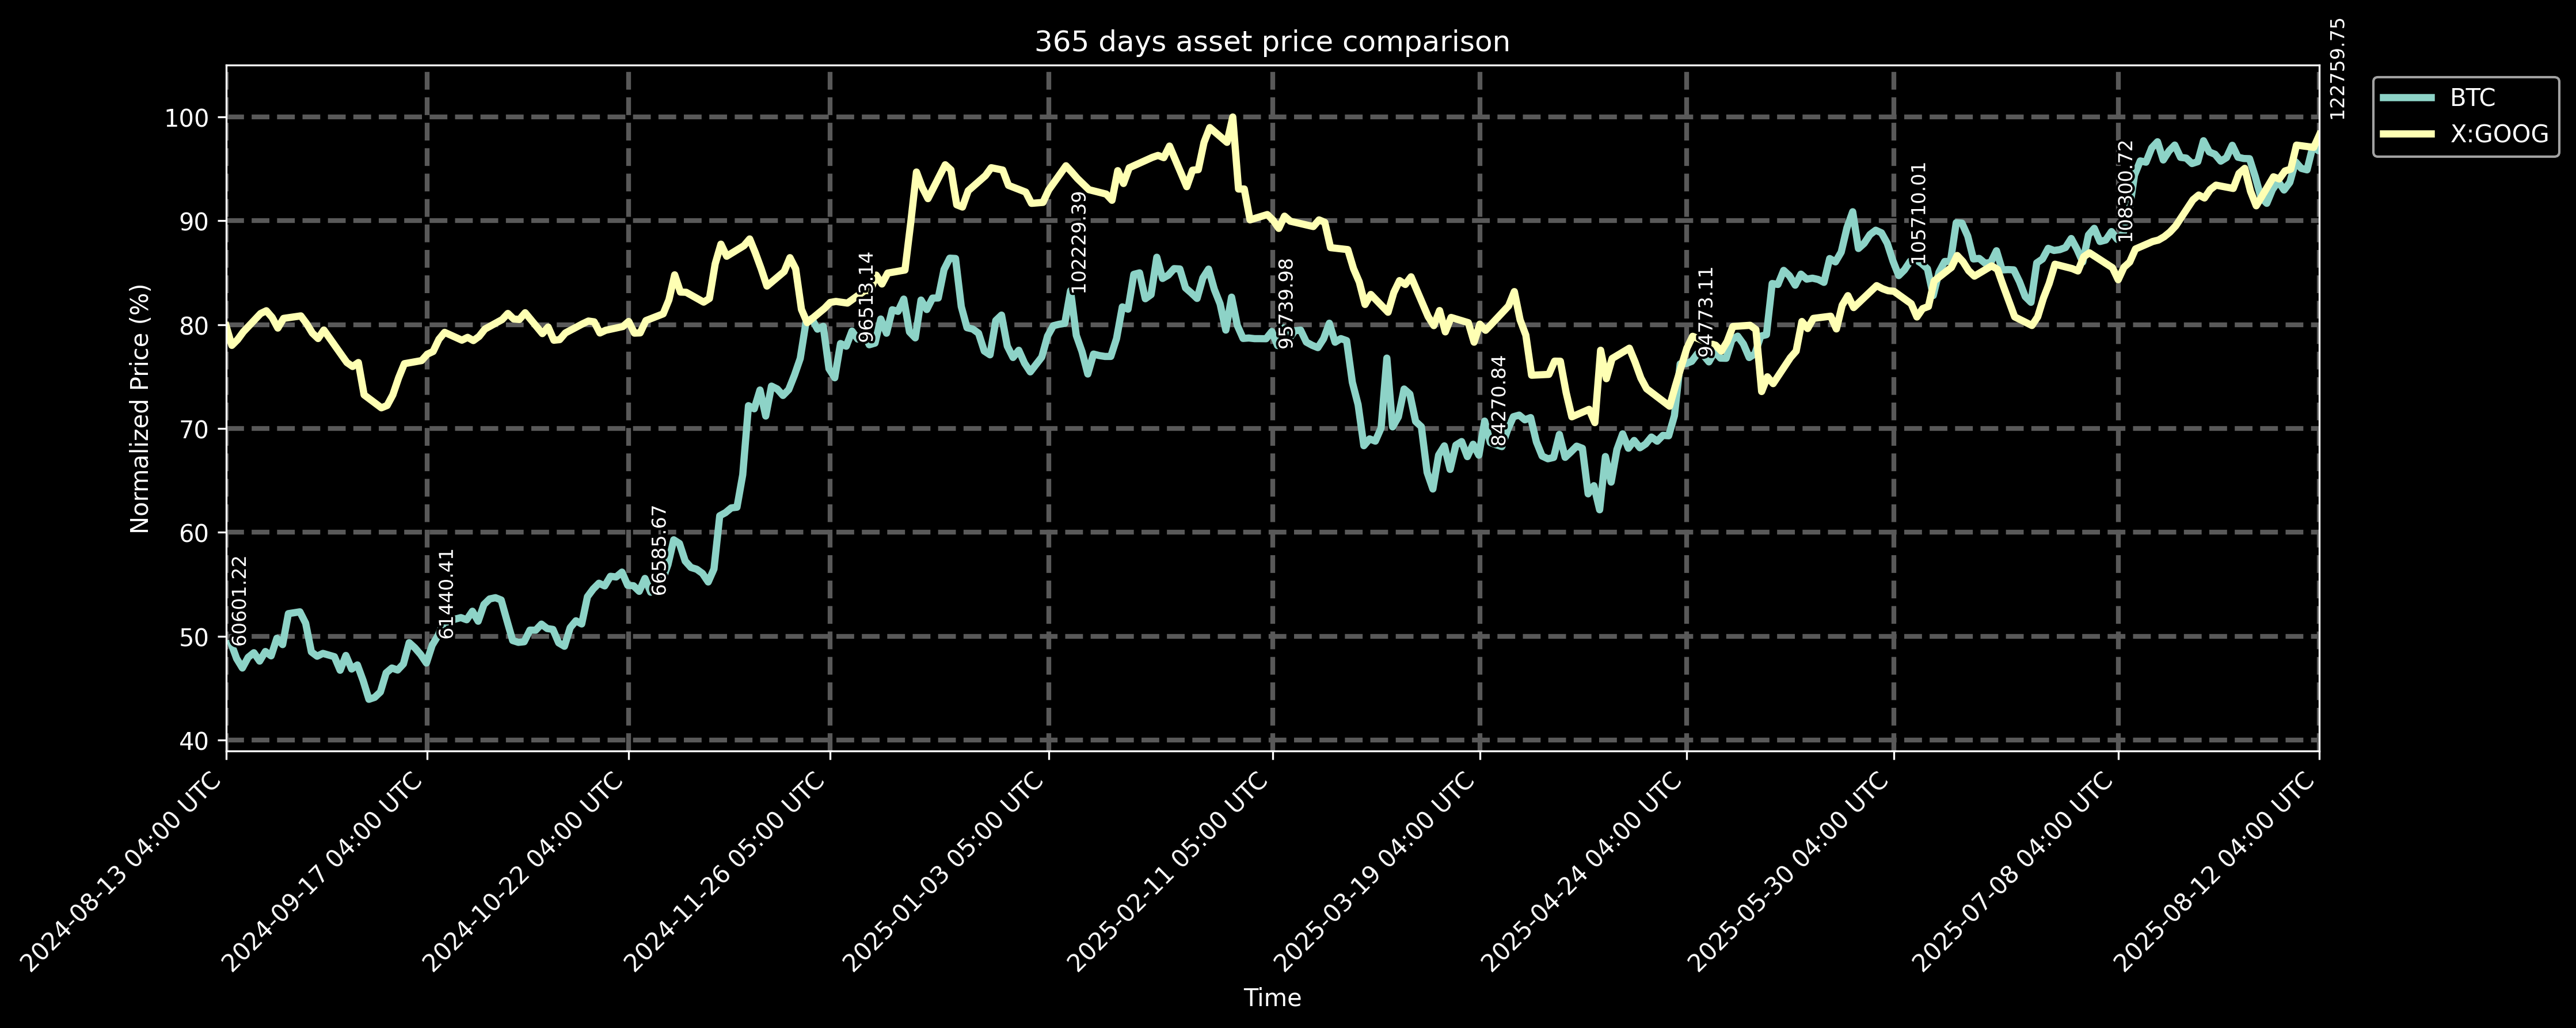 365 days asset price comparison
BTC
X:GOOG
Normalized Price (%)
100
90
80
70
60
50
40
60601.22
61440.41
66585.67
96513.14
102229.39
95739.98
84270.84
94773.11
105710.01
108300.72
122759.75
2024-08-13 04:00 UTC
2024-09-17 04:00 UTC
2024-10-22 04:00 UTC
2024-11-26 05:00 UTC
2025-01-03 05:00 UTC
2025-02-11 05:00 UTC
2025-03-19 04:00 UTC
2025-04-24 04:00 UTC
2025-05-30 04:00 UTC
2025-07-08 04:00 UTC
2025-08-12 04:00 UTC
Time